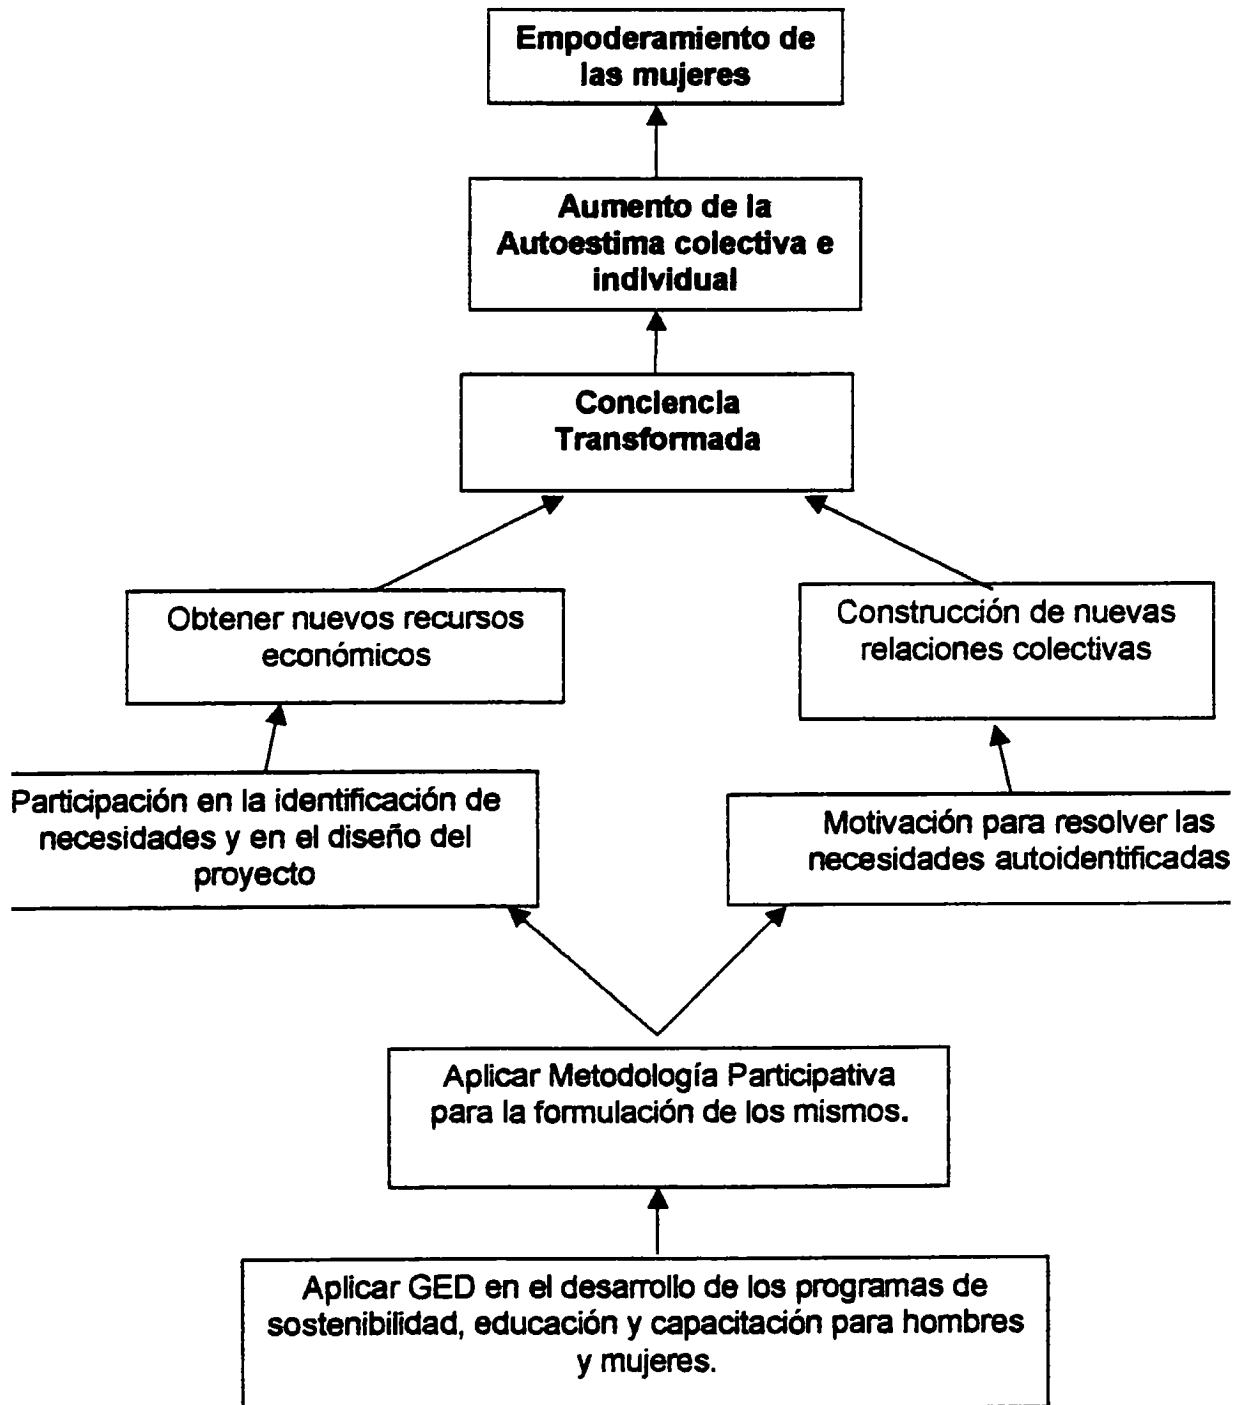 Empoderamiento de
las mujeres
Aumento de la
Autoestima colectiva e
individual
Conciencia
Transformada
Obtener nuevos recursos
económicos
Construcción de nuevas
relaciones colectivas
Participación en la identificación de
necesidades y en el diseño del
proyecto
Motivación para resolver las
necesidades autoidentificadas
Aplicar Metodología Participativa
para la formulación de los mismos.
Aplicar GED en el desarrollo de los programas de
sostenibilidad, educación y capacitación para hombres
y mujeres.